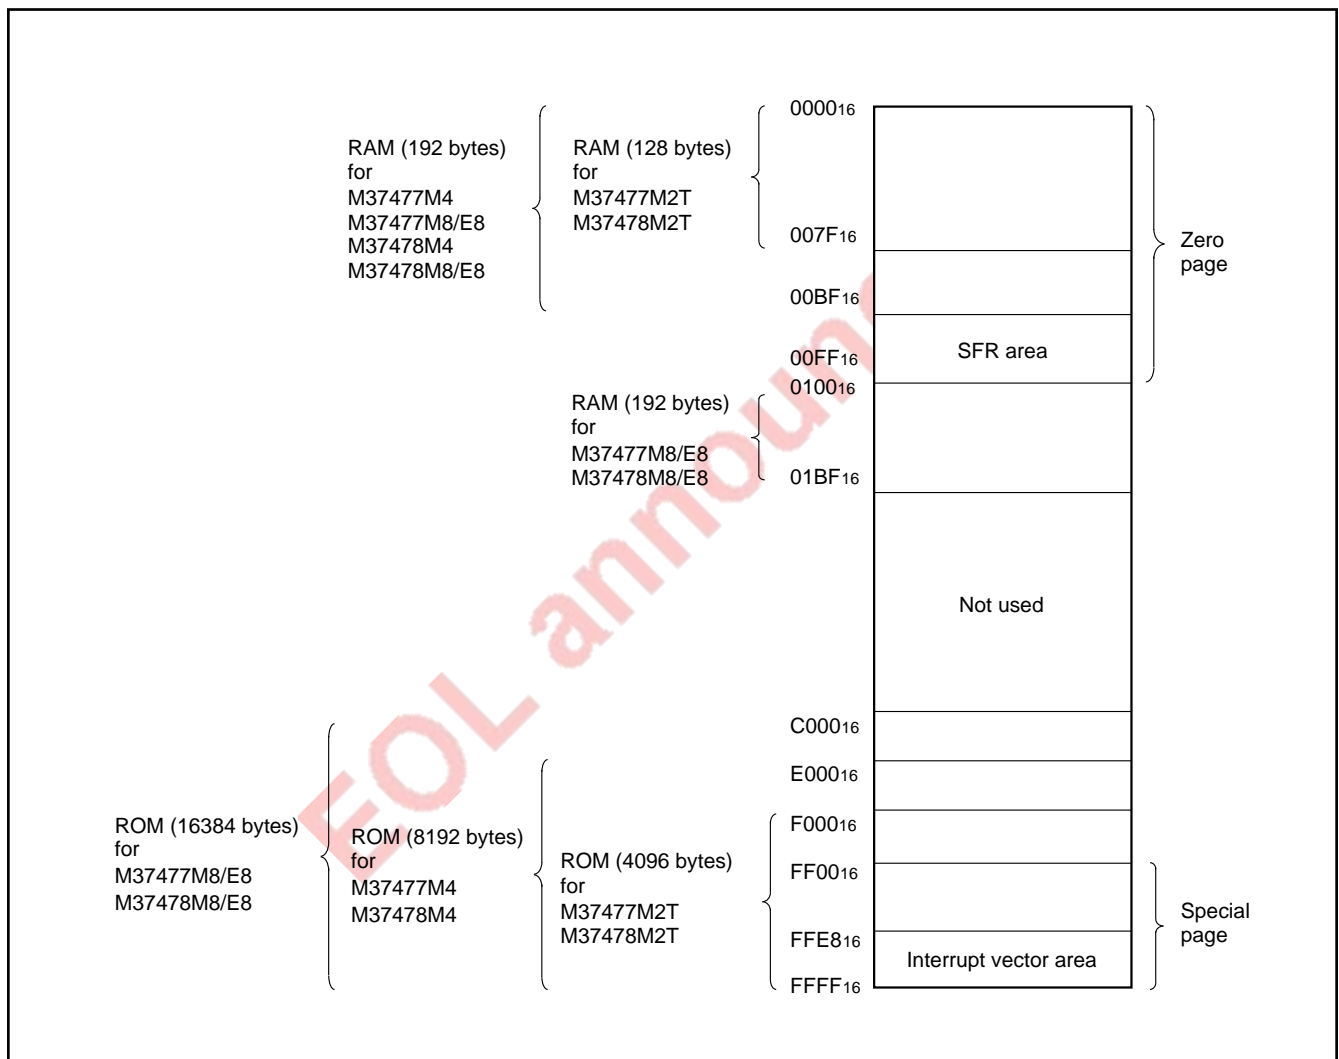 RAM (192 bytes)
for
M37477M4
M37477M8/E8
M37478M4
M37478M8/E8
RAM (128 bytes)
for
M37477M2T
M37478M2T
0000₁₆
007F₁₆
00BF₁₆
00FF₁₆
SFR area
Zero
page
0100₁₆
RAM (192 bytes)
for
M37477M8/E8
M37478M8/E8
01BF₁₆
Not used
C000₁₆
E000₁₆
F000₁₆
FF00₁₆
FFE8₁₆
Interrupt vector area
FFFF₁₆
ROM (16384 bytes)
for
M37477M8/E8
M37478M8/E8
ROM (8192 bytes)
for
M37477M4
M37478M4
ROM (4096 bytes)
for
M37477M2T
M37478M2T
Special
page
EOL announ